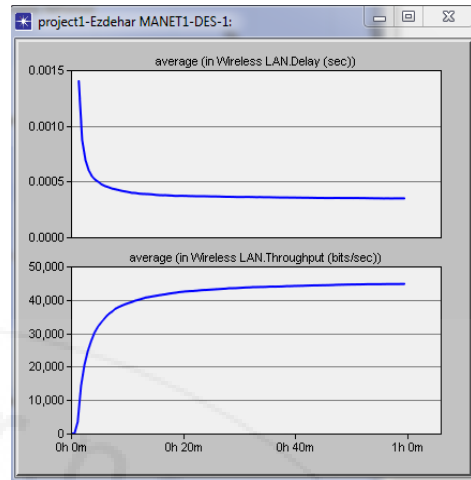 project1-Ezdehar MANET1-DES-1:
average (in Wireless LAN.Delay (sec))
0.0015
0.0010
0.0005
0.0000
average (in Wireless LAN.Throughput (bits/sec))
50,000
40,000
30,000
20,000
10,000
0
0h 0m 0h 20m 0h 40m 1h 0m